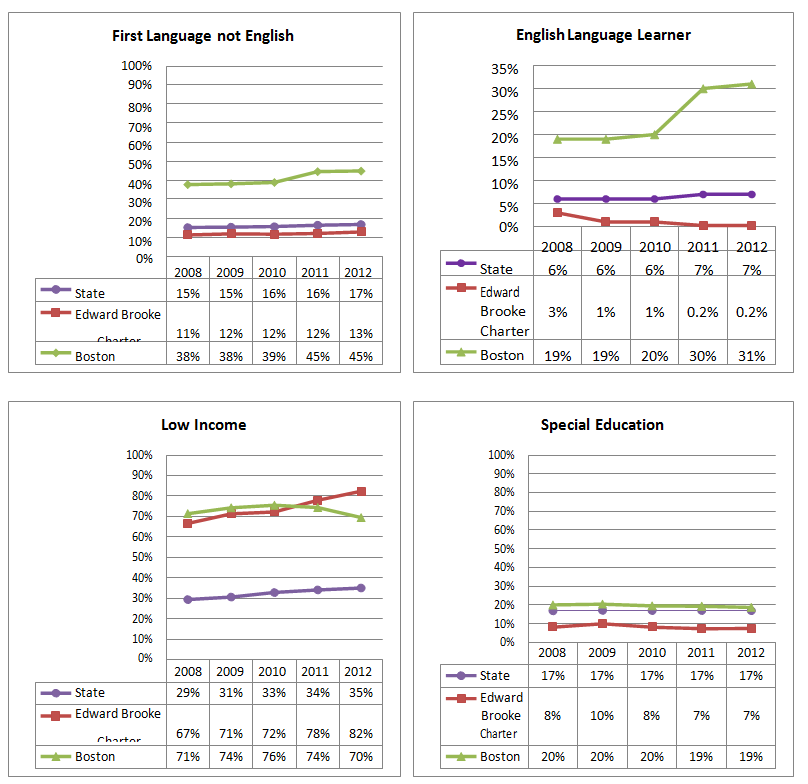 First Language not English
100%
90%
80%
70%
60%
50%
40%
30%
20%
10%
0%
2008 2009 2010 2011 2012
State 15% 15% 16% 16% 17%
Edward Brooke
Charter 11% 12% 12% 12% 13%
Boston 38% 38% 39% 45% 45%
English Language Learner
35%
30%
25%
20%
15%
10%
5%
0%
2008 2009 2010 2011 2012
State 6% 6% 6% 7% 7%
Edward
Brooke 3% 1% 1% 0.2% 0.2%
Charter
Boston 19% 19% 20% 30% 31%
Low Income
100%
90%
80%
70%
60%
50%
40%
30%
20%
10%
0%
2008 2009 2010 2011 2012
State 29% 31% 33% 34% 35%
Edward Brooke
Charter 67% 71% 72% 78% 82%
Boston 71% 74% 76% 74% 70%
Special Education
100%
90%
80%
70%
60%
50%
40%
30%
20%
10%
0%
2008 2009 2010 2011 2012
State 17% 17% 17% 17% 17%
Edward
Brooke 8% 10% 8% 7% 7%
Charter
Boston 20% 20% 20% 19% 19%